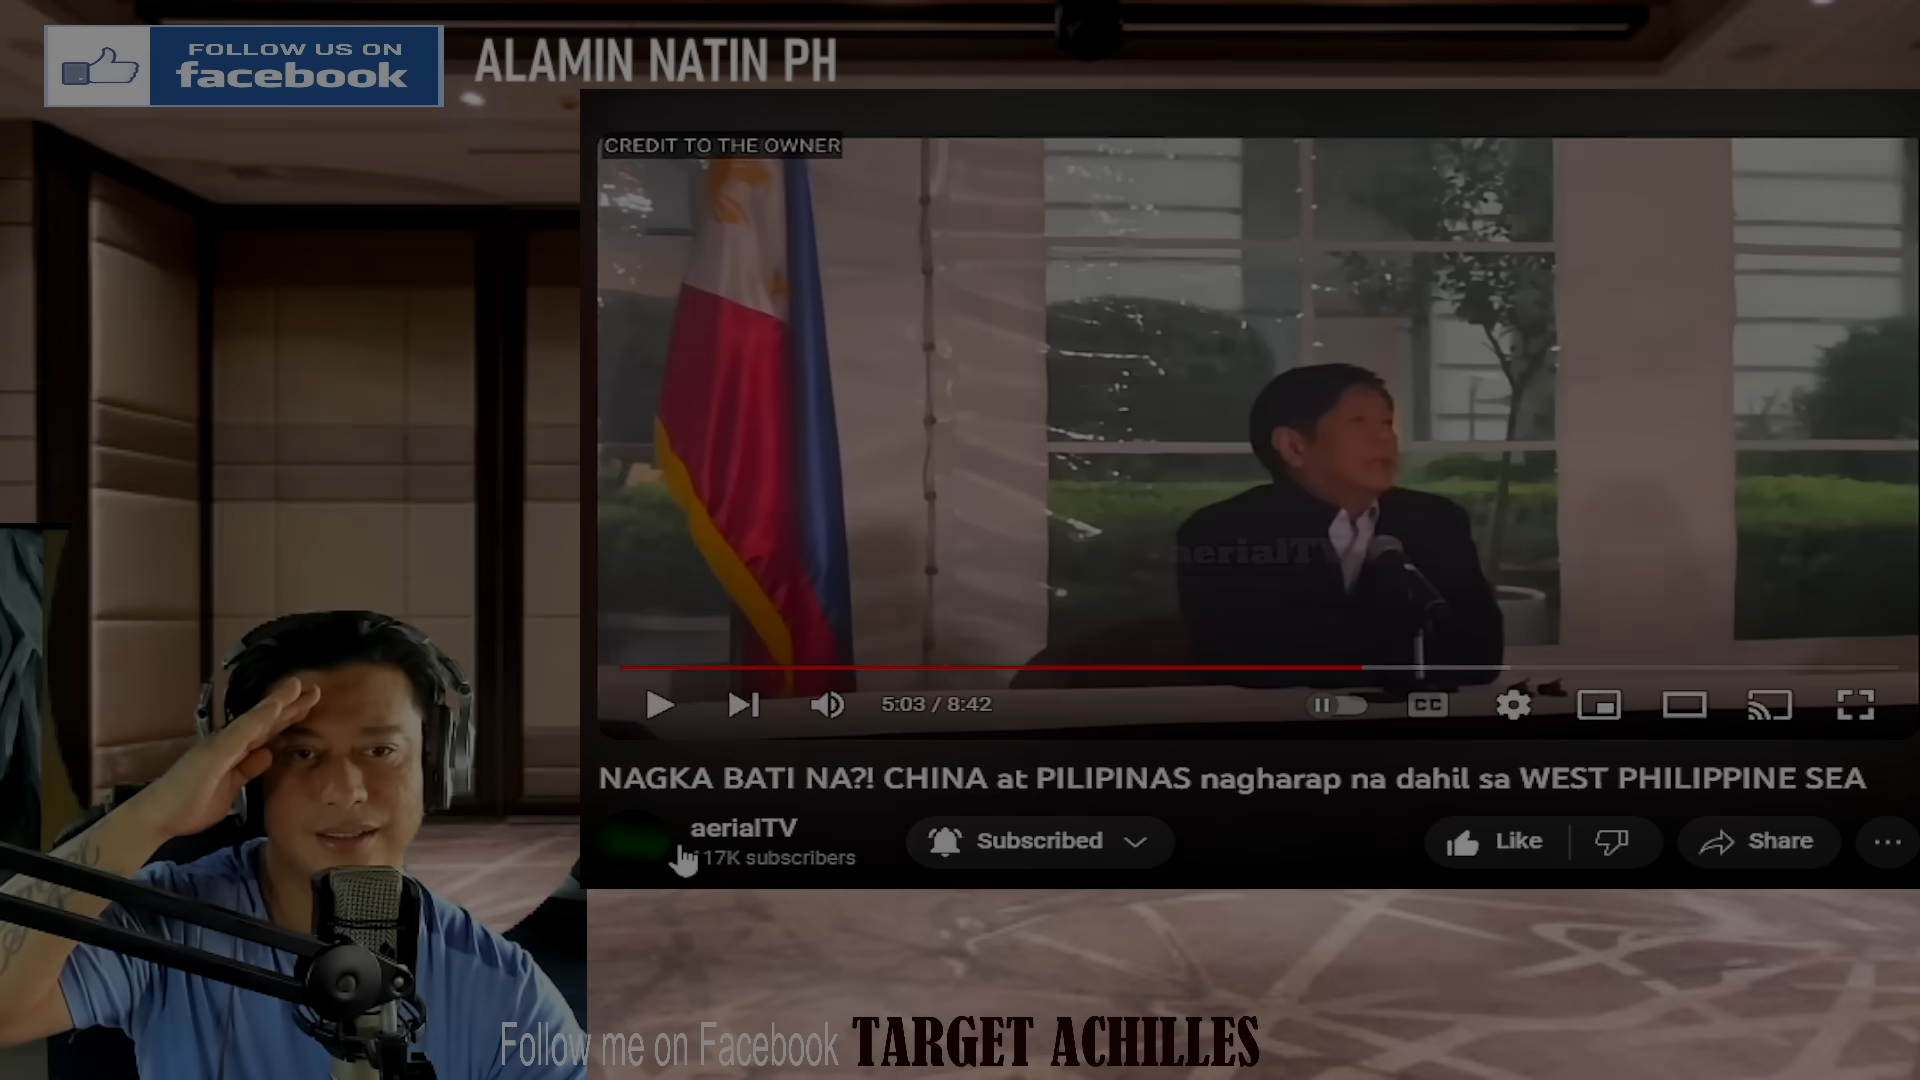 FOLLOW US ON
facebook
ALAMIN NATIN PH
CREDIT TO THE OWNER
aerialTV
5:03 / 8:42
CC
NAGKA BATI NA?! CHINA at PILIPINAS nagharap na dahil sa WEST PHILIPPINE SEA
aerialTV
17K subscribers
Subscribed
Like
Share
Follow me on Facebook TARGET ACHILLES